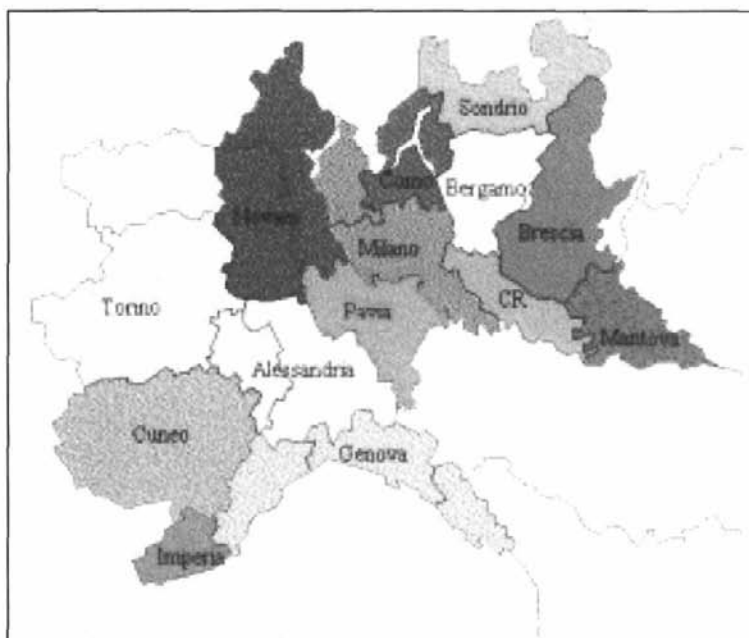 Sondrio
Como
Bergamo
Novara
Milano
Brescia
Torino
Pavia
CR
Mantova
Alessandria
Cuneo
Genova
Imperia